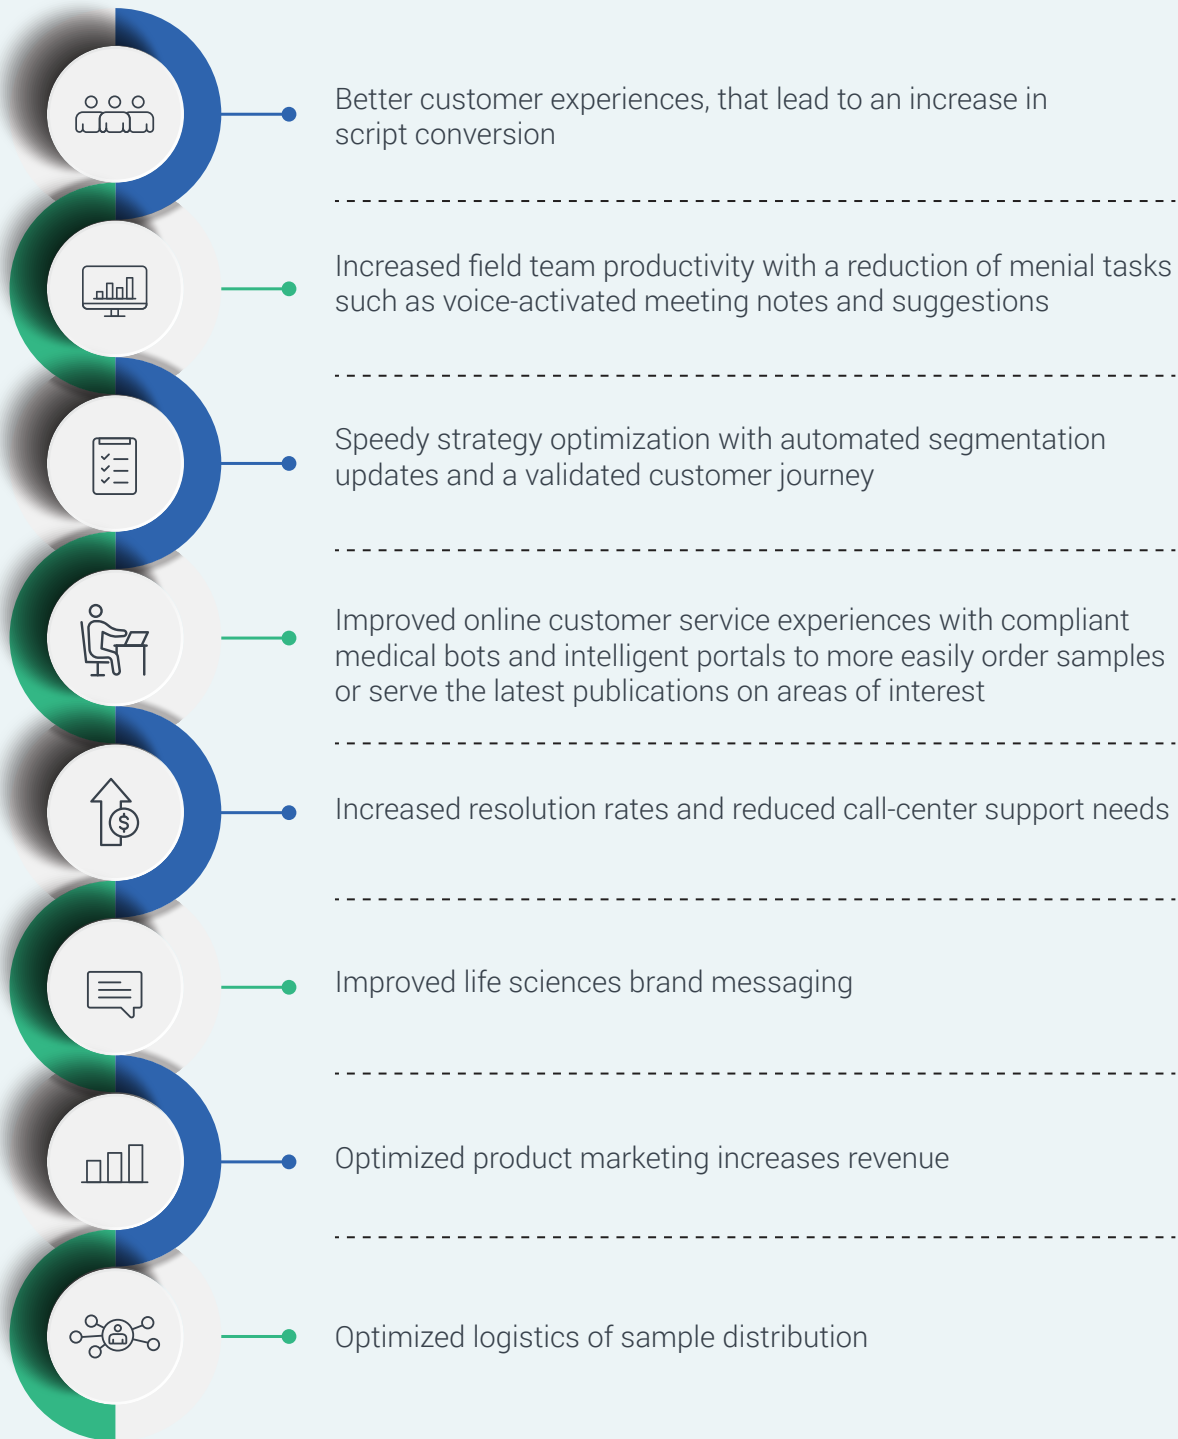 Better customer experiences, that lead to an increase in
script conversion
Increased field team productivity with a reduction of menial tasks
such as voice-activated meeting notes and suggestions
Speedy strategy optimization with automated segmentation
updates and a validated customer journey
Improved online customer service experiences with compliant
medical bots and intelligent portals to more easily order samples
or serve the latest publications on areas of interest
$
Increased resolution rates and reduced call-center support needs
Improved life sciences brand messaging
Optimized product marketing increases revenue
Optimized logistics of sample distribution